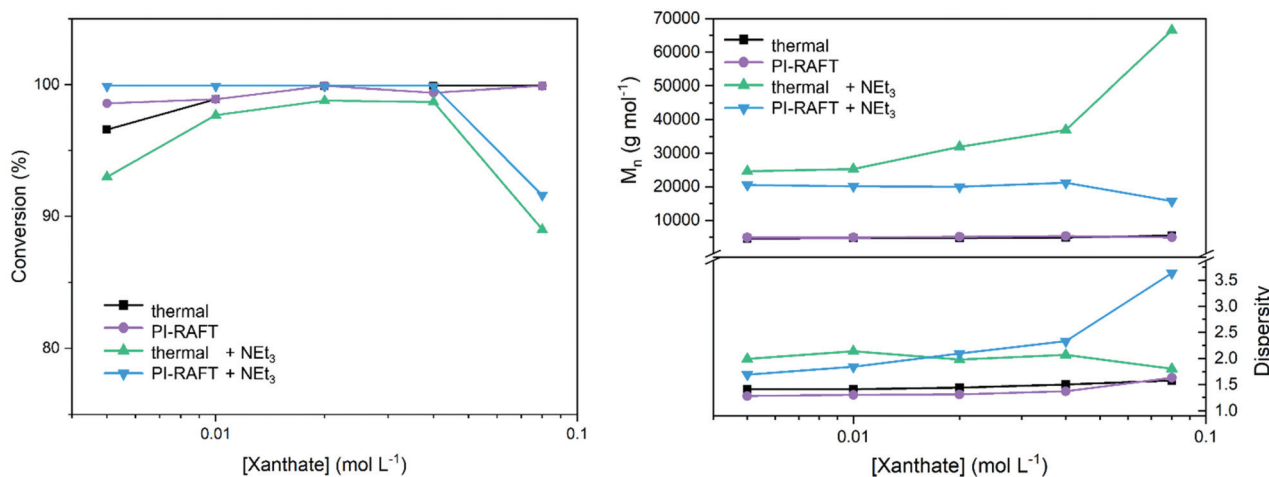 100
90
80
Conversion (%)
thermal
PI-RAFT
thermal + NEt₃
PI-RAFT + NEt₃
0.01
0.1
[Xanthate] (mol L⁻¹)
70000
60000
50000
40000
30000
20000
10000
Mₙ (g mol⁻¹)
thermal
PI-RAFT
thermal + NEt₃
PI-RAFT + NEt₃
3.5
3.0
2.5
2.0
1.5
1.0
Dispersity
0.01
0.1
[Xanthate] (mol L⁻¹)